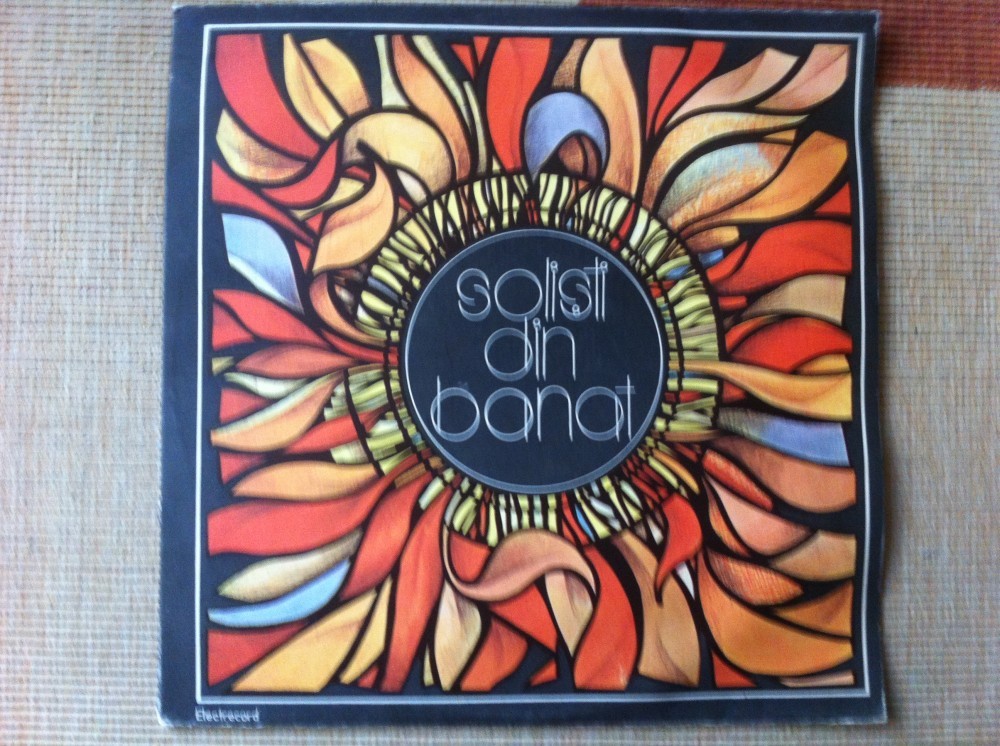 solisti
din
banat
Electrecord